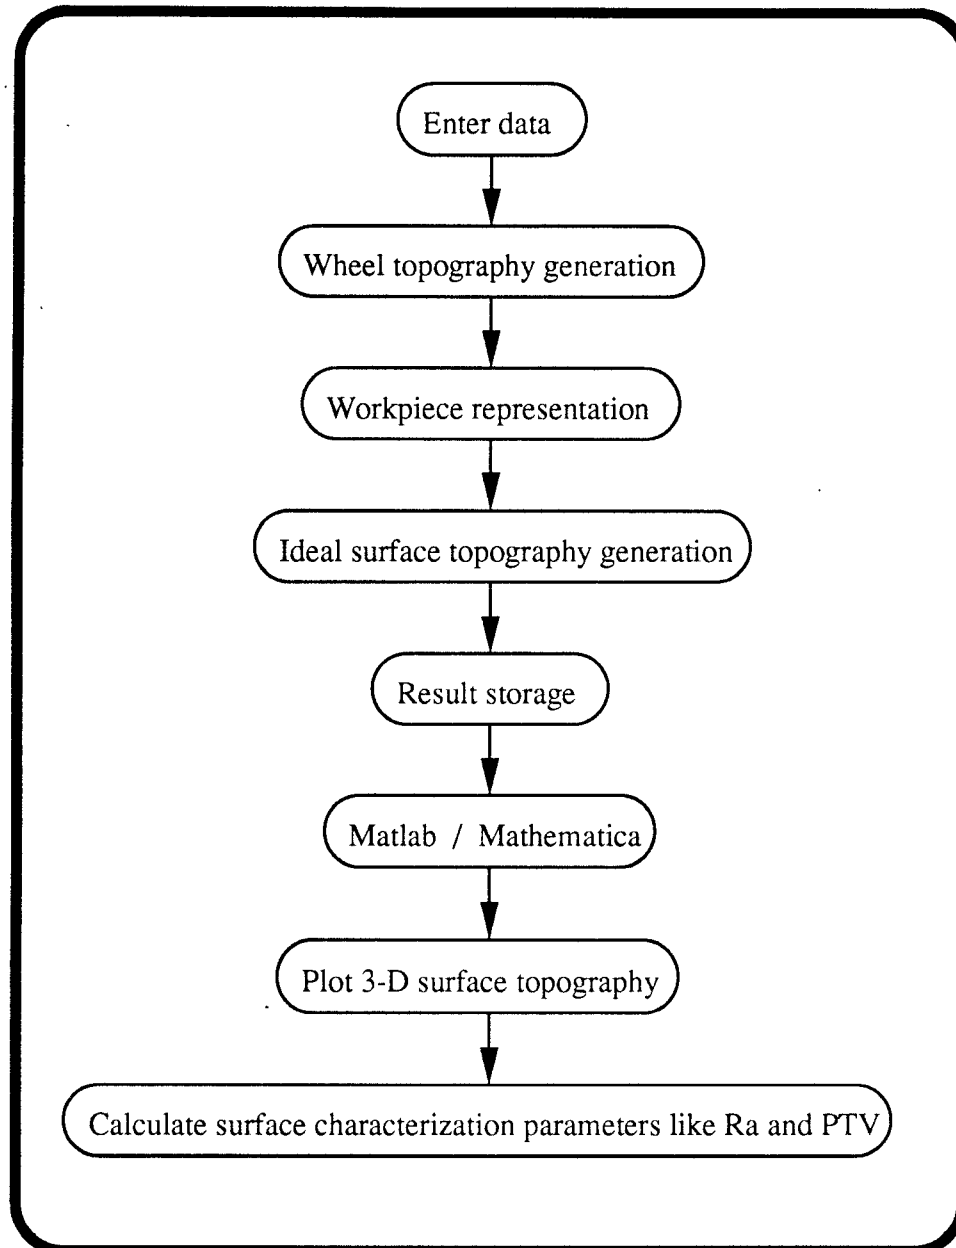 Enter data
Wheel topography generation
Workpiece representation
Ideal surface topography generation
Result storage
Matlab / Mathematica
Plot 3-D surface topography
Calculate surface characterization parameters like Ra and PTV